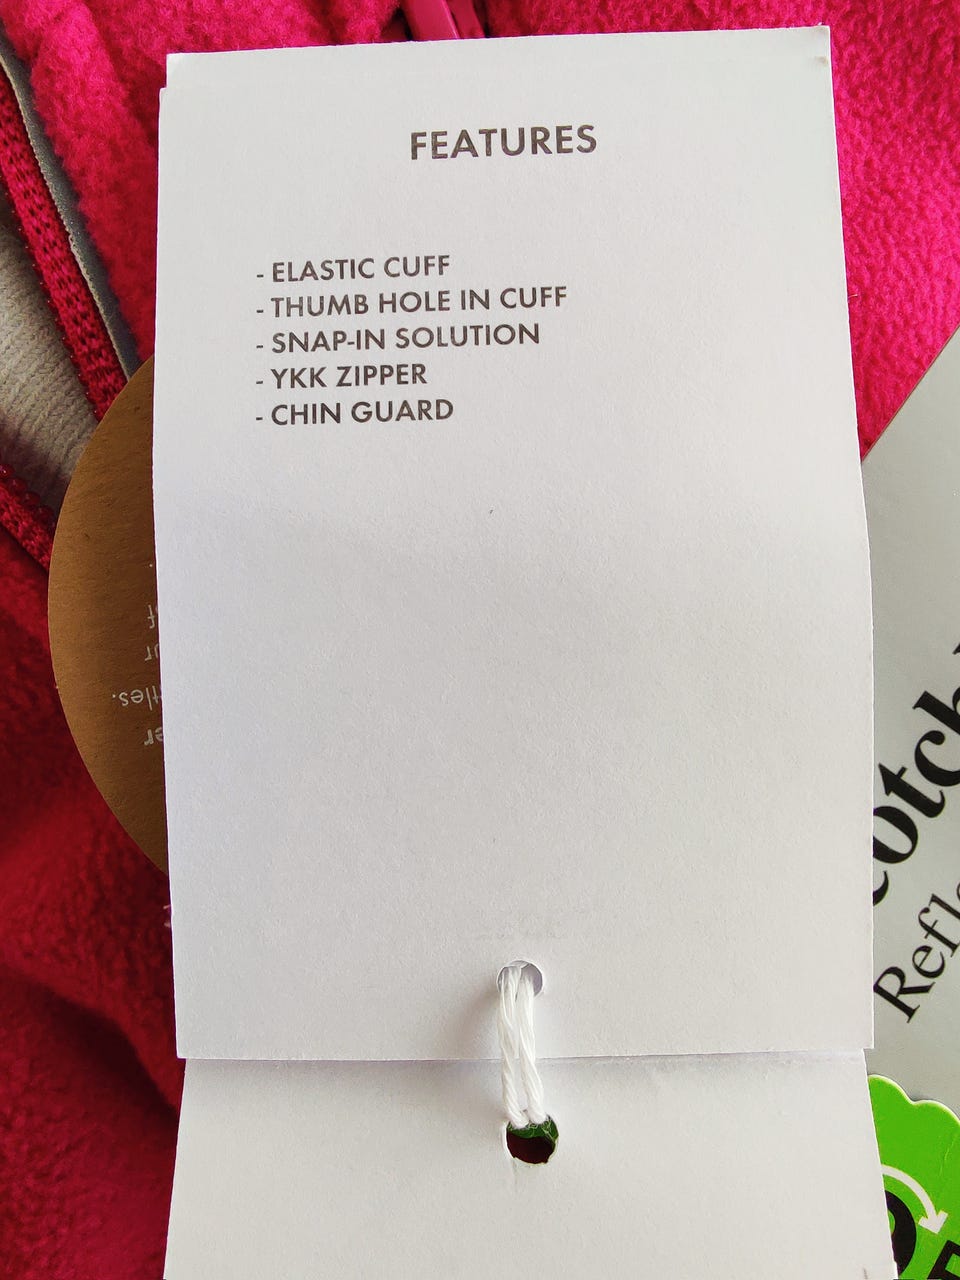 FEATURES
- ELASTIC CUFF
- THUMB HOLE IN CUFF
- SNAP-IN SOLUTION
- YKK ZIPPER
- CHIN GUARD